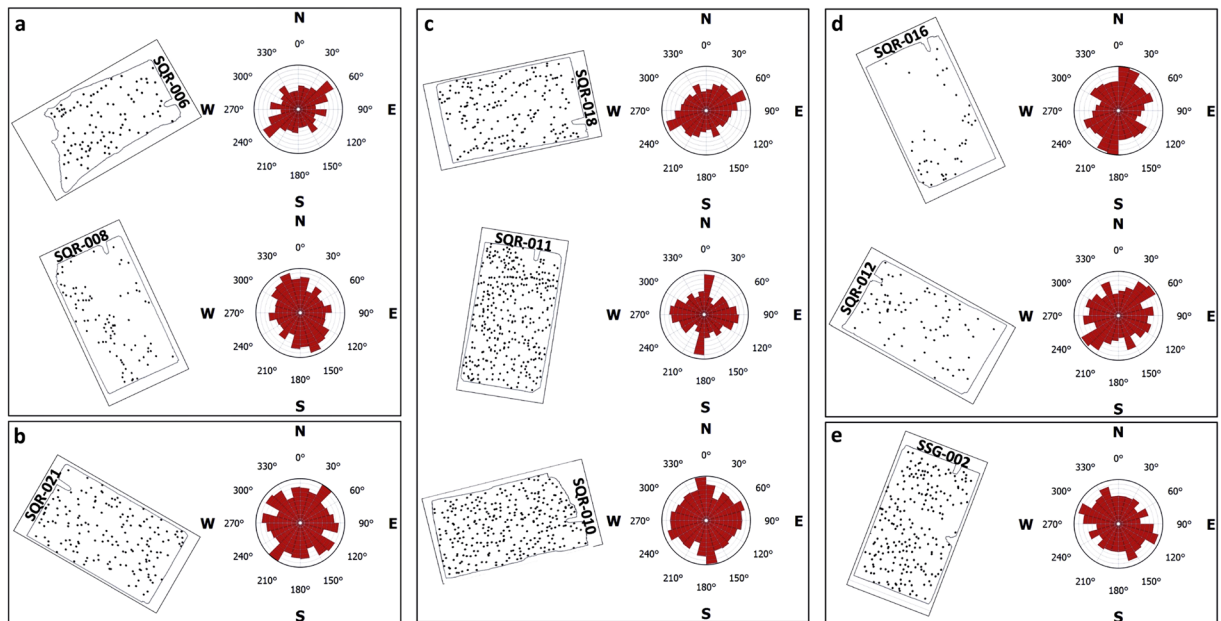 a
SQR-006
N
0°
330° 30°
300° 60°
W 270° 90° E
240° 120°
210° 150°
180°
S
SQR-008
N
0°
330° 30°
300° 60°
W 270° 90° E
240° 120°
210° 150°
180°
S
b
SQR-021
N
0°
330° 30°
300° 60°
W 270° 90° E
240° 120°
210° 150°
180°
S
c
SQR-018
N
0°
330° 30°
300° 60°
W 270° 90° E
240° 120°
210° 150°
180°
S
SQR-011
N
0°
330° 30°
300° 60°
W 270° 90° E
240° 120°
210° 150°
180°
S
SQR-010
N
0°
330° 30°
300° 60°
W 270° 90° E
240° 120°
210° 150°
180°
S
d
SQR-016
N
0°
330° 30°
300° 60°
W 270° 90° E
240° 120°
210° 150°
180°
S
SQR-012
N
0°
330° 30°
300° 60°
W 270° 90° E
240° 120°
210° 150°
180°
S
e
SSG-002
N
0°
330° 30°
300° 60°
W 270° 90° E
240° 120°
210° 150°
180°
S